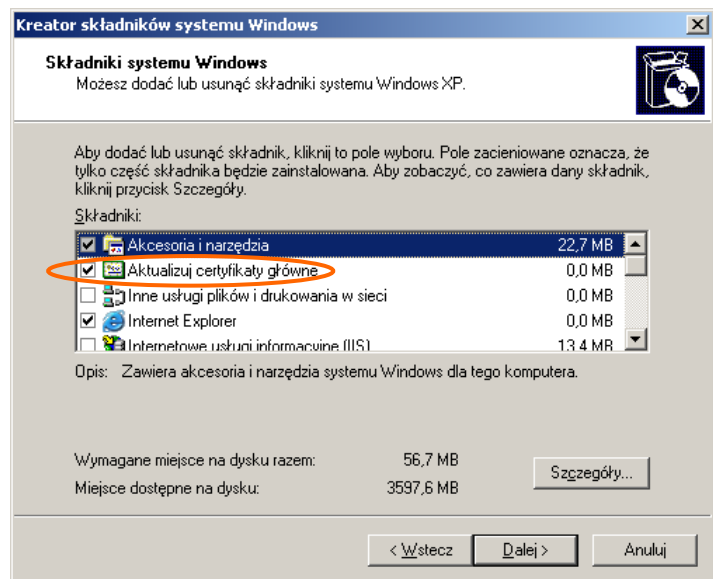 Kreator składników systemu Windows
Składniki systemu Windows
Możesz dodać lub usunąć składniki systemu Windows XP.
Aby dodać lub usunąć składnik, kliknij to pole wyboru. Pole zacieniowane oznacza, że
tylko część składnika będzie zainstalowana. Aby zobaczyć, co zawiera dany składnik,
kliknij przycisk Szczegóły.
Składniki:
Akcesoria i narzędzia 22,7 MB
Aktualizuj certyfikaty główne 0,0 MB
Inne usługi plików i drukowania w sieci 0,0 MB
Internet Explorer 0,0 MB
Internetowe usługi informacyjne (IIS) 13,4 MB
Opis: Zawiera akcesoria i narzędzia systemu Windows dla tego komputera.
Wymagane miejsce na dysku razem: 56,7 MB
Szczegóły...
Miejsce dostępne na dysku: 3597,6 MB
< Wstecz Dalej > Anuluj